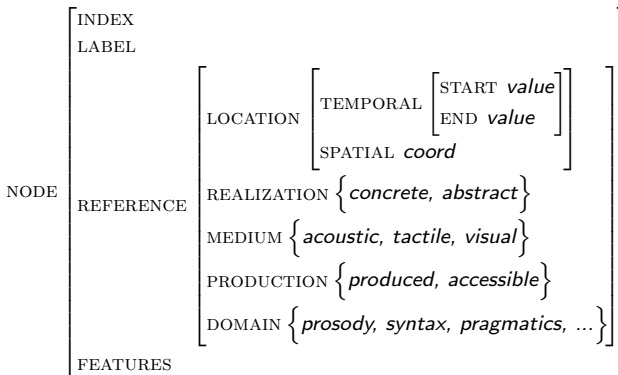 INDEX
LABEL
START value
TEMPORAL
LOCATION
END value
SPATIAL coord
NODE
REALIZATION {concrete, abstract}
REFERENCE
MEDIUM {acoustic, tactile, visual}
PRODUCTION {produced, accessible}
DOMAIN {prosody, syntax, pragmatics, ...}
FEATURES